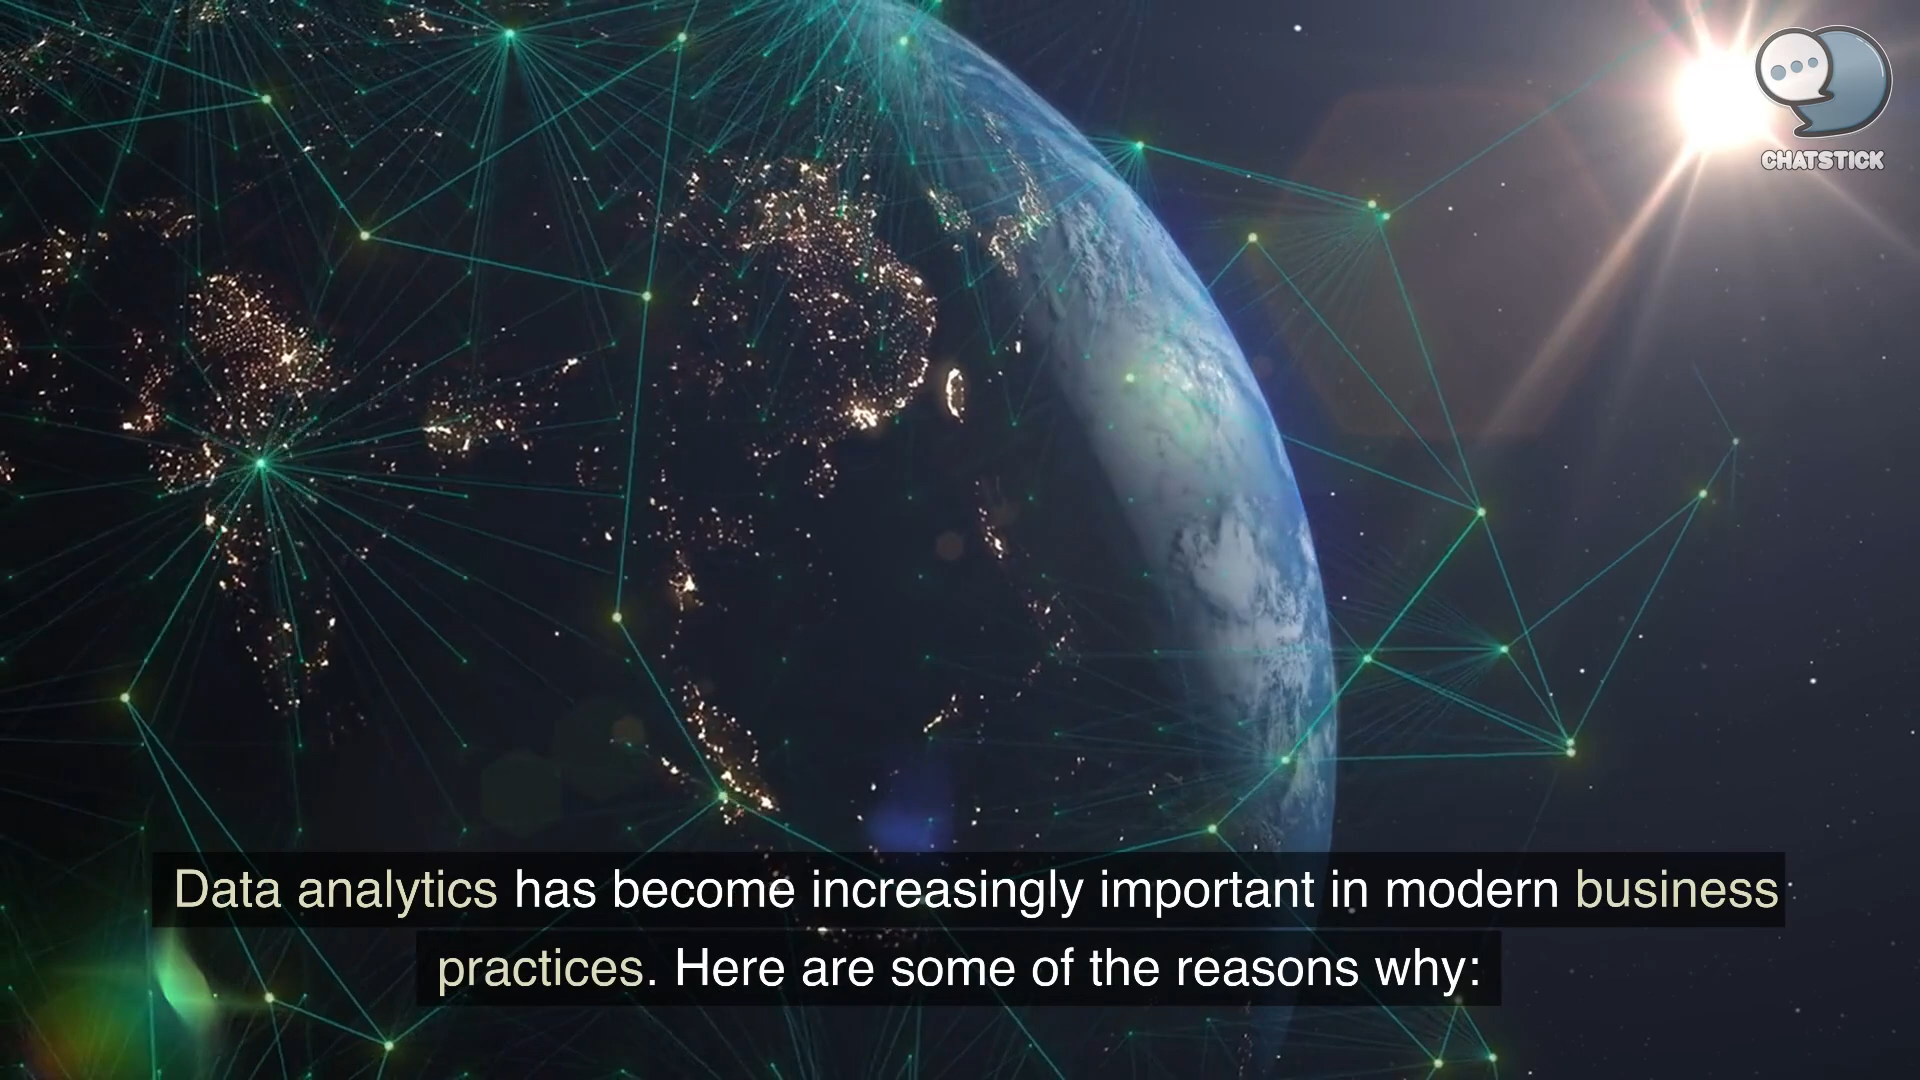 CHATSTICK
Data analytics has become increasingly important in modern business
practices. Here are some of the reasons why: